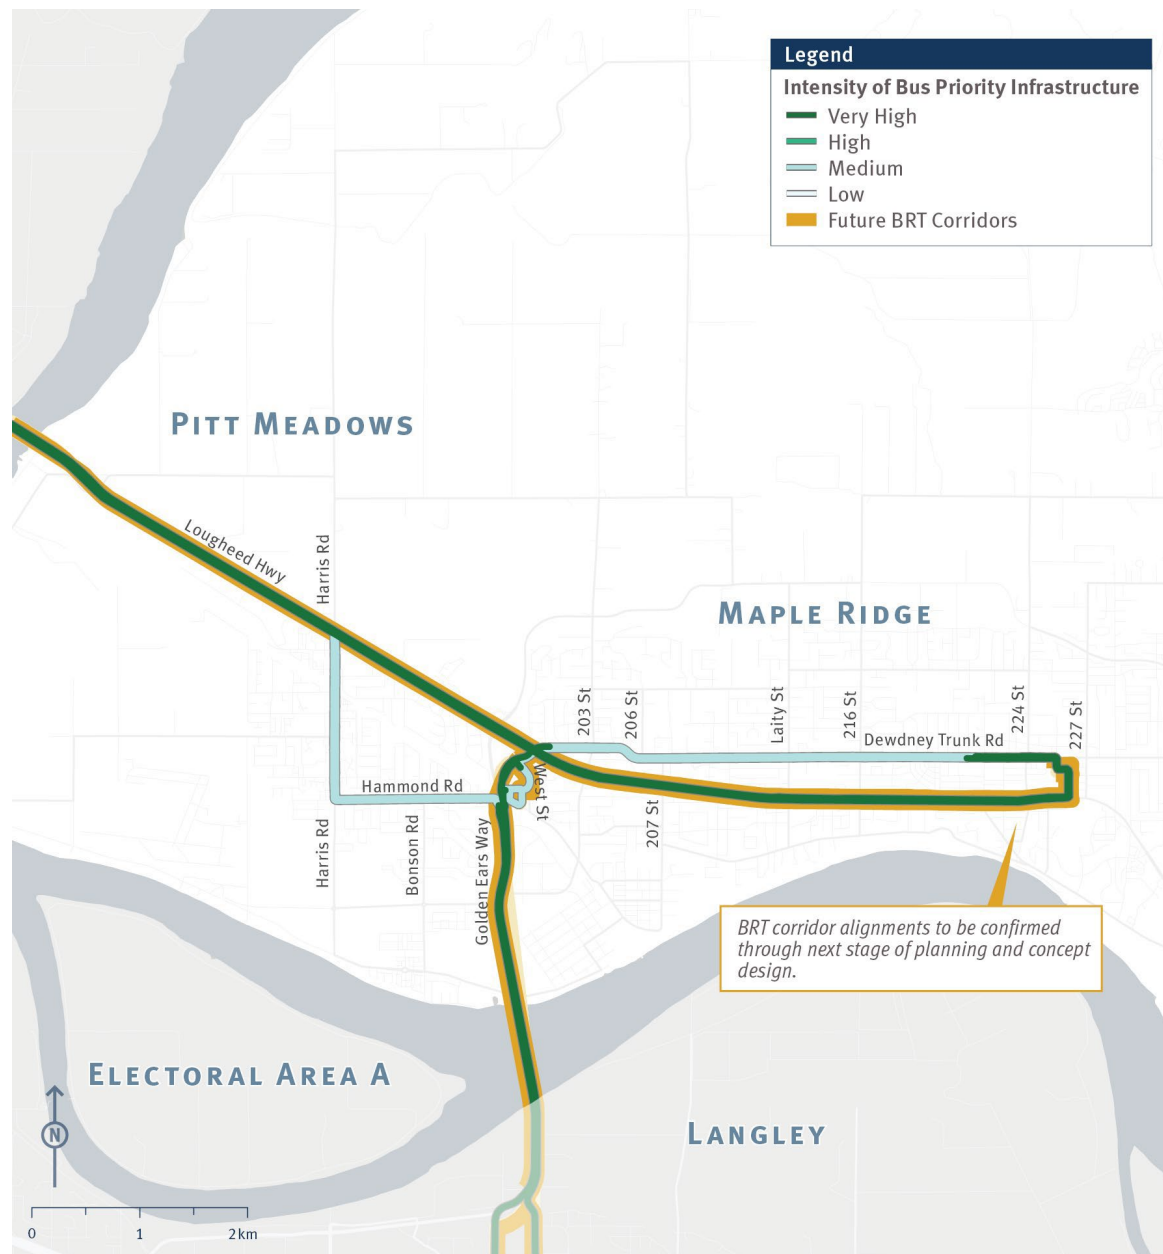 Legend
Intensity of Bus Priority Infrastructure
Very High
High
Medium
Low
Future BRT Corridors
PITT MEADOWS
Lougheed Hwy
Harris Rd
MAPLE RIDGE
203 St
206 St
Laity St
216 St
224 St
227 St
Dewdney Trunk Rd
Hammond Rd
West St
207 St
Harris Rd
Bonson Rd
Golden Ears Way
BRT corridor alignments to be confirmed
through next stage of planning and concept
design.
ELECTORAL AREA A
LANGLEY
N
0 1 2km